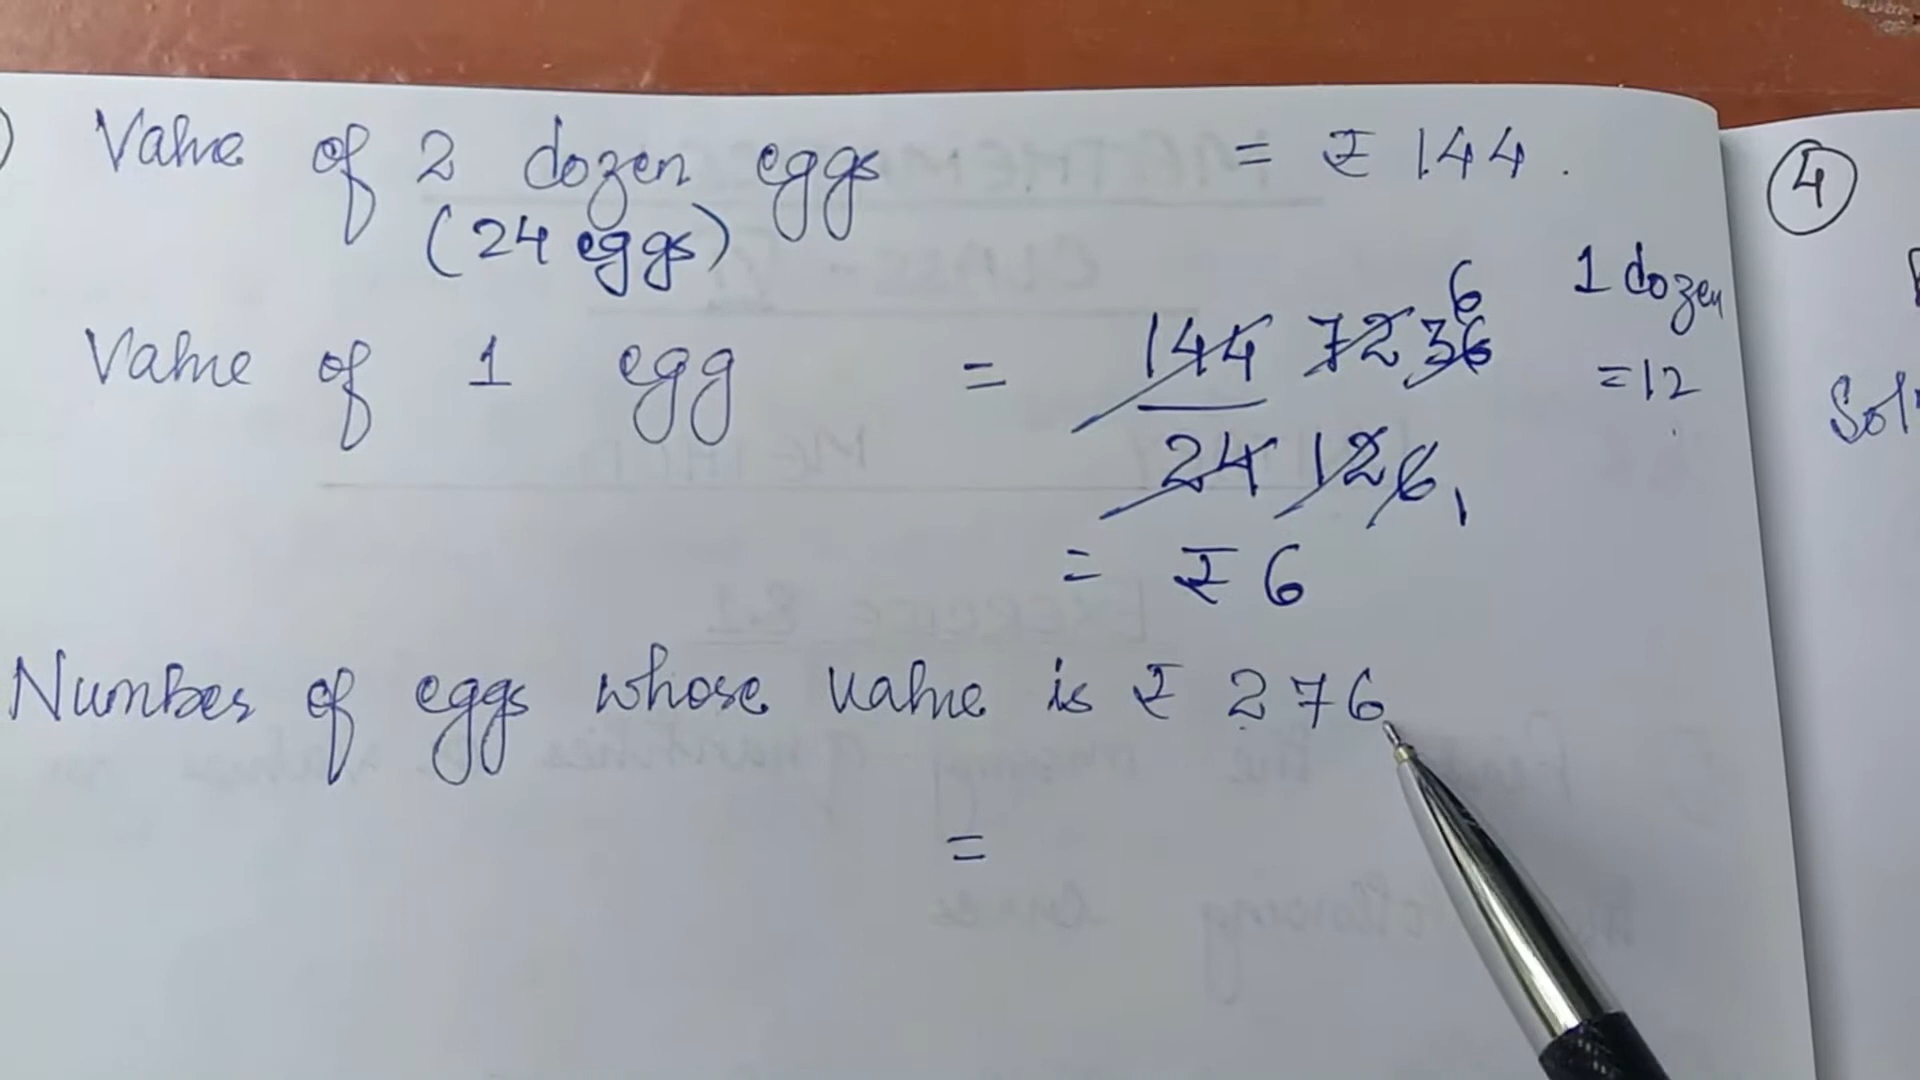 Value of 2 dozen eggs = ₹ 144.
(24 eggs)
1 dozen
= 12
Value of 1 egg = 144 72 36 6
24 12 6 1
= ₹ 6
Number of eggs whose value is ₹ 276
=
4
Sol